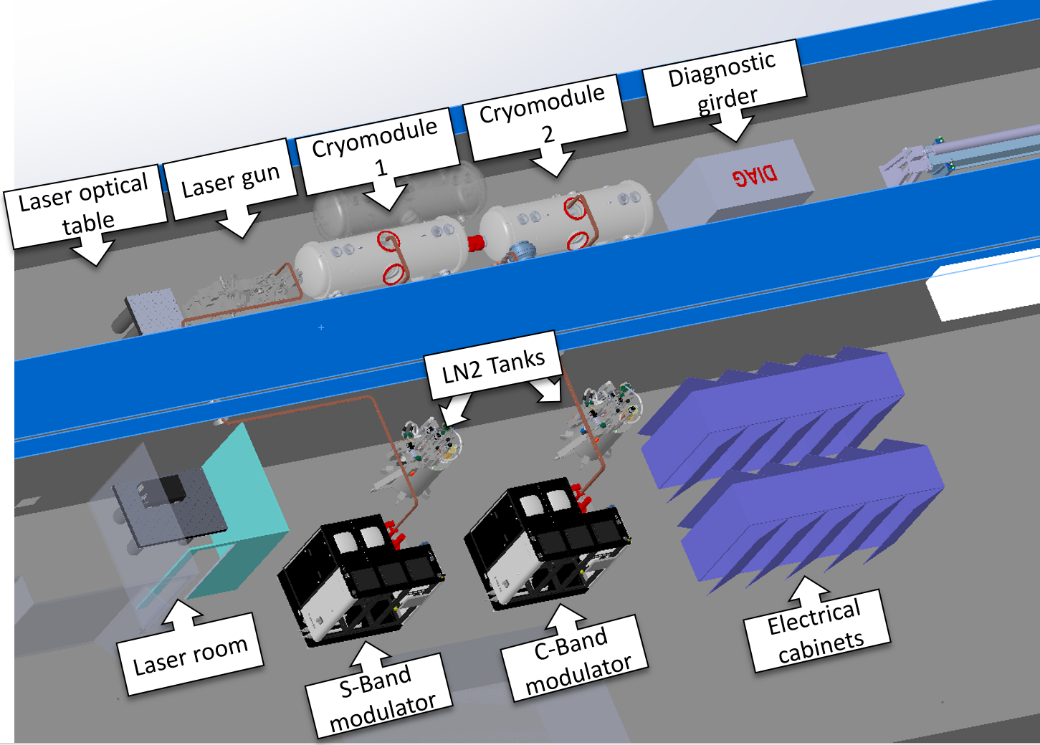 Diagnostic
girder
Cryomodule
2
Cryomodule
1
Laser gun
Laser optical
table
DIAG
LN2 Tanks
Laser room
S-Band
modulator
C-Band
modulator
Electrical
cabinets